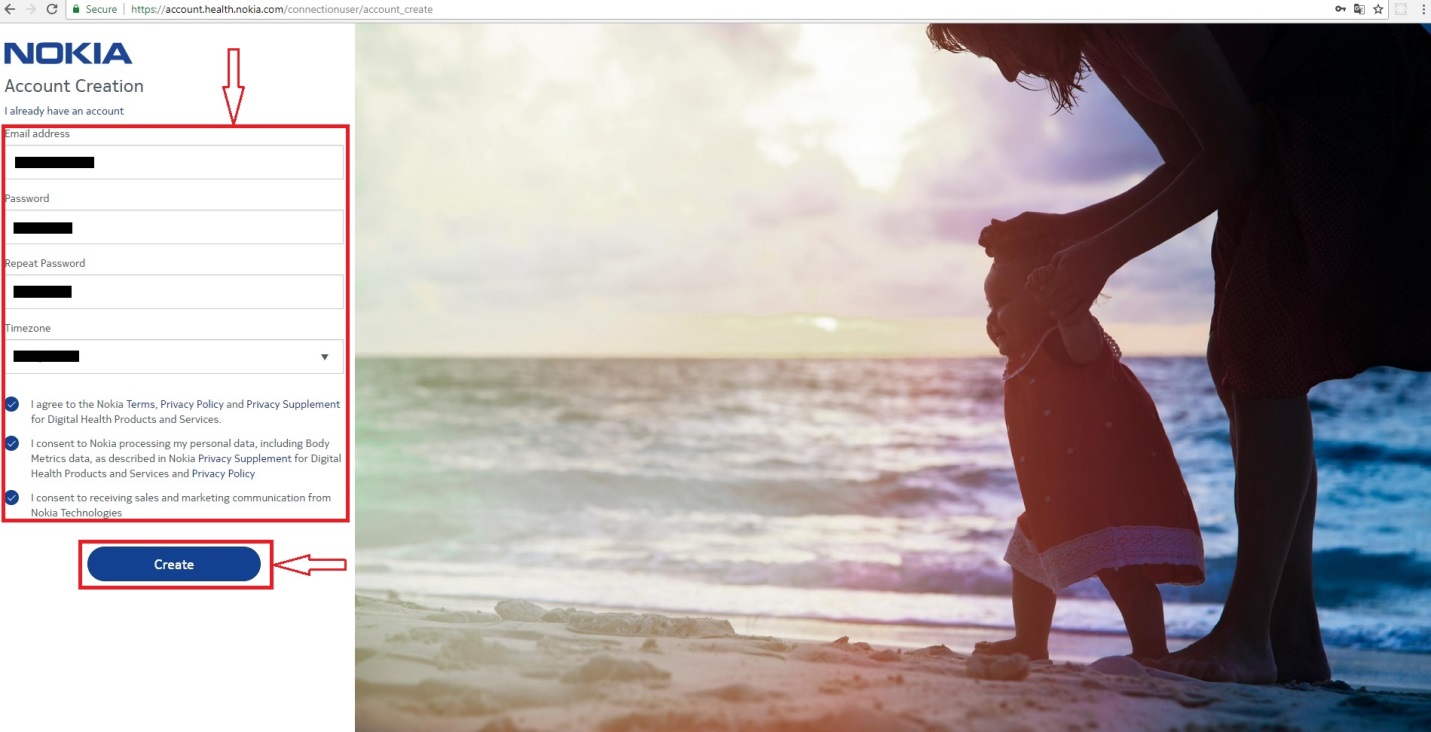 Secure | https://account.health.nokia.com/connectionuser/account_create
NOKIA
Account Creation
I already have an account
Email address
Password
Repeat Password
Timezone
I agree to the Nokia Terms, Privacy Policy and Privacy Supplement
for Digital Health Products and Services.
I consent to Nokia processing my personal data, including Body
Metrics data, as described in Nokia Privacy Supplement for Digital
Health Products and Services and Privacy Policy
I consent to receiving sales and marketing communication from
Nokia Technologies
Create